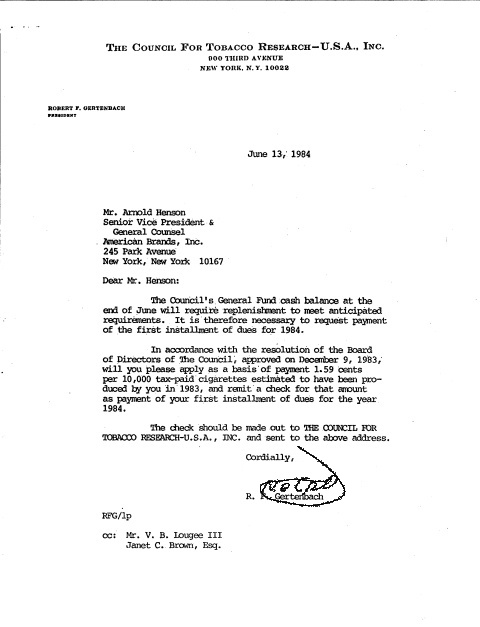 THE COUNCIL FOR TOBACCO RESEARCH—U.S.A., INC.
900 THIRD AVENUE
NEW YORK, N. Y. 10022
ROBERT F. GERTENBACH
PRESIDENT
June 13, 1984
Mr. Arnold Henson
Senior Vice President &
General Counsel
American Brands, Inc.
245 Park Avenue
New York, New York 10167
Dear Mr. Henson:
The Council's General Fund cash balance at the
end of June will require replenishment to meet anticipated
requirements. It is therefore necessary to request payment
of the first installment of dues for 1984.
In accordance with the resolution of the Board
of Directors of The Council, approved on December 9, 1983,
will you please apply as a basis of payment 1.59 cents
per 10,000 tax-paid cigarettes estimated to have been pro-
duced by you in 1983, and remit a check for that amount
as payment of your first installment of dues for the year
1984.
The check should be made out to THE COUNCIL FOR
TOBACCO RESEARCH-U.S.A., INC. and sent to the above address.
Cordially,
R. F. Gertenbach
RFG/lp
cc: Mr. V. B. Lougee III
Janet C. Brown, Esq.